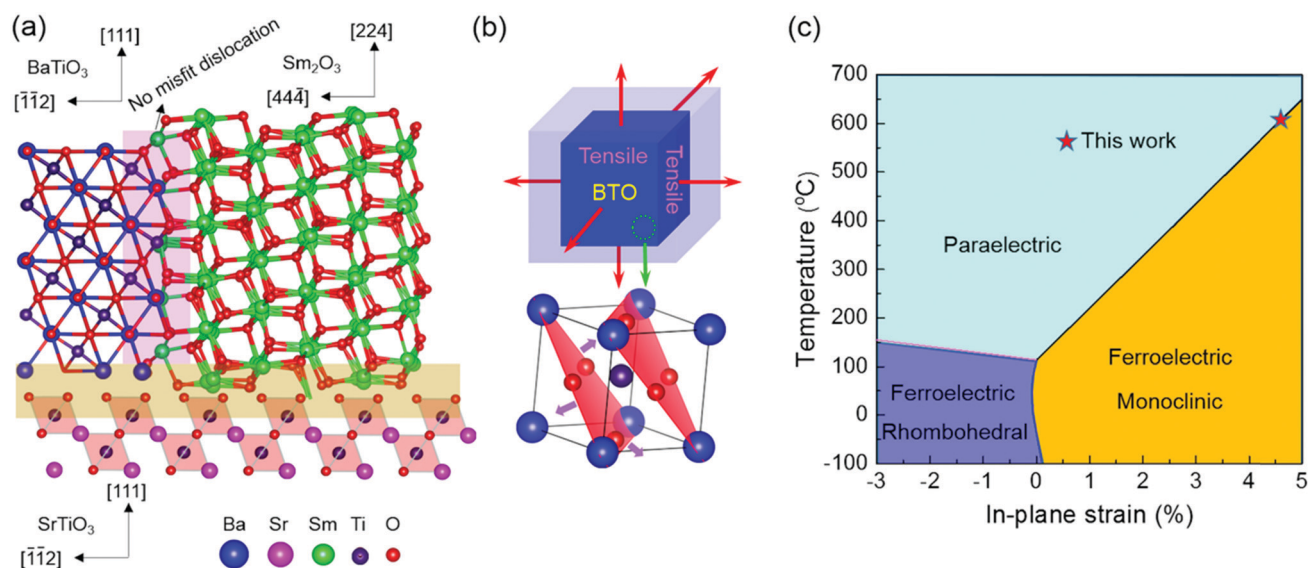 (a)
[111]
BaTiO₃
[1̄1̄2]
No misfit dislocation
[224]
Sm₂O₃
[444̄]
[111]
SrTiO₃
[1̄1̄2]
Ba Sr Sm Ti O
(b)
Tensile
Tensile
BTO
(c)
Temperature (⁰C)
700
600
500
400
300
200
100
0
-100
This work
Paraelectric
Ferroelectric
Monoclinic
Ferroelectric
Rhombohedral
-3 -2 -1 0 1 2 3 4 5
In-plane strain (%)